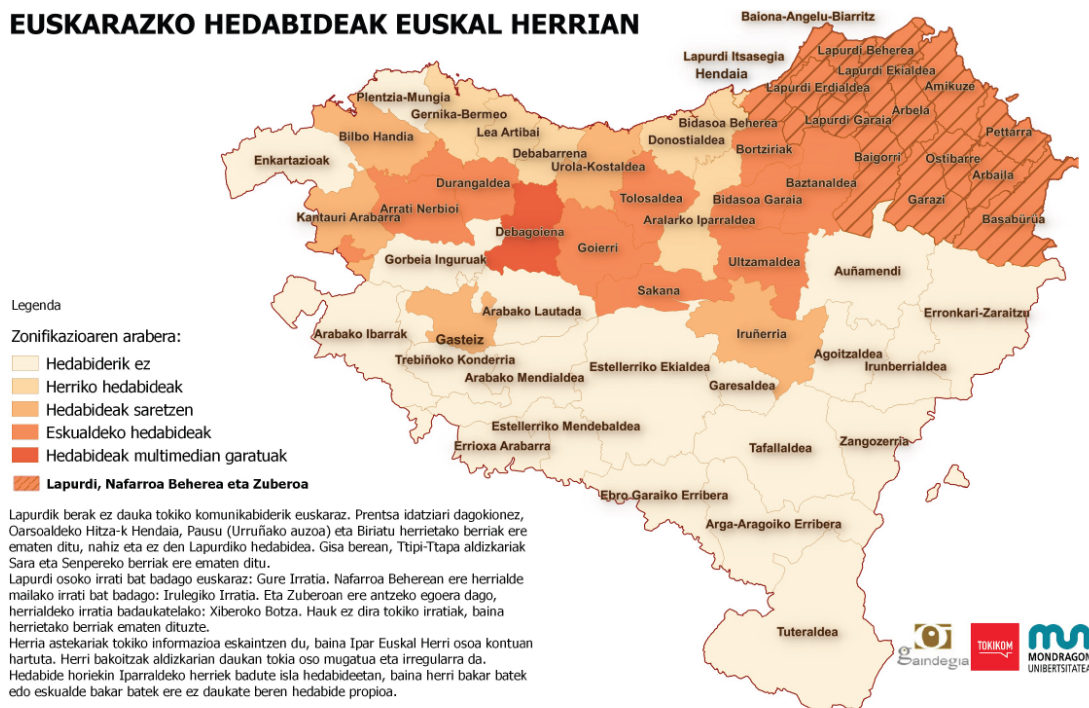 EUSKARAZKO HEDABIDEAK EUSKAL HERRIAN
Baiona-Angelu-Biarritz
Lapurdi Itsasegia
Hendaia
Lapurdi Beherea
Lapurdi Ekialdea
Lapurdi Erdialdea
Amikuze
Plentzia-Mungia
Gernika-Bermeo
Bidasoa Beherea
Lapurdi Garaia
Arbela
Bilbo Handia
Lea Artibai
Donostialdea
Bortziriak
Pettarra
Enkartazioak
Debabarrena
Urola-Kostaldea
Baigorri
Ostibarre
Arbaila
Durangaldea
Tolosaldea
Baztanaldea
Bidasoa Garaia
Garazi
Kantauri Arabarra
Arrati Nerbioi
Aralarko Iparraldea
Basabürüa
Debagoiena
Goierri
Gorbeia Inguruak
Ultzamaldea
Auñamendi
Sakana
Erronkari-Zaraitzu
Arabako Lautada
Arabako Ibarrak
Gasteiz
Iruñerria
Trebiñoko Konderria
Agoitzaldea
Estellerriko Ekialdea
Irunberrialdea
Arabako Mendialdea
Garesaldea
Estellerriko Mendebaldea
Errioxa Arabarra
Tafallaldea
Zangozerria
Ebro Garaiko Erribera
Arga-Aragoiko Erribera
Tuteraldea
Legenda
Zonifikazioaren arabera:
Hedabiderik ez
Herriko hedabideak
Hedabideak saretzen
Eskualdeko hedabideak
Hedabideak multimedian garatuak
Lapurdi, Nafarroa Beherea eta Zuberoa
Lapurdik berak ez dauka tokiko komunikabiderik euskaraz. Prentsa idatziari dagokionez,
Oarsoaldeko Hitza-k Hendaia, Pausu (Urruñako auzoa) eta Biriatu herrietako berriak ere
ematen ditu, nahiz eta ez den Lapurdiko hedabidea. Gisa berean, Ttipi-Ttapa aldizkariak
Sara eta Senpereko berriak ere ematen ditu.
Lapurdi osoko irrati bat badago euskaraz: Gure Irratia. Nafarroa Beherean ere herrialde
mailako irrati bat badago: Irulegiko Irratia. Eta Zuberoan ere antzeko egoera dago,
herrialdeko irratia badaukatelako: Xiberoko Botza. Hauk ez dira tokiko irratiak, baina
herrietako berriak ematen dituzte.
Herria astekariak tokiko informazioa eskaintzen du, baina Ipar Euskal Herri osoa kontuan
hartuta. Herri bakoitzak aldizkarian daukan tokia oso mugatua eta irregularra da.
Hedabide horiekin Iparraldeko herriek badute isla hedabideetan, baina herri bakar batek
edo eskualde bakar batek ere ez daukate beren hedabide propioa.
gaindegia
TOKIKOM
MONDRAGON
UNIBERTSITATEA